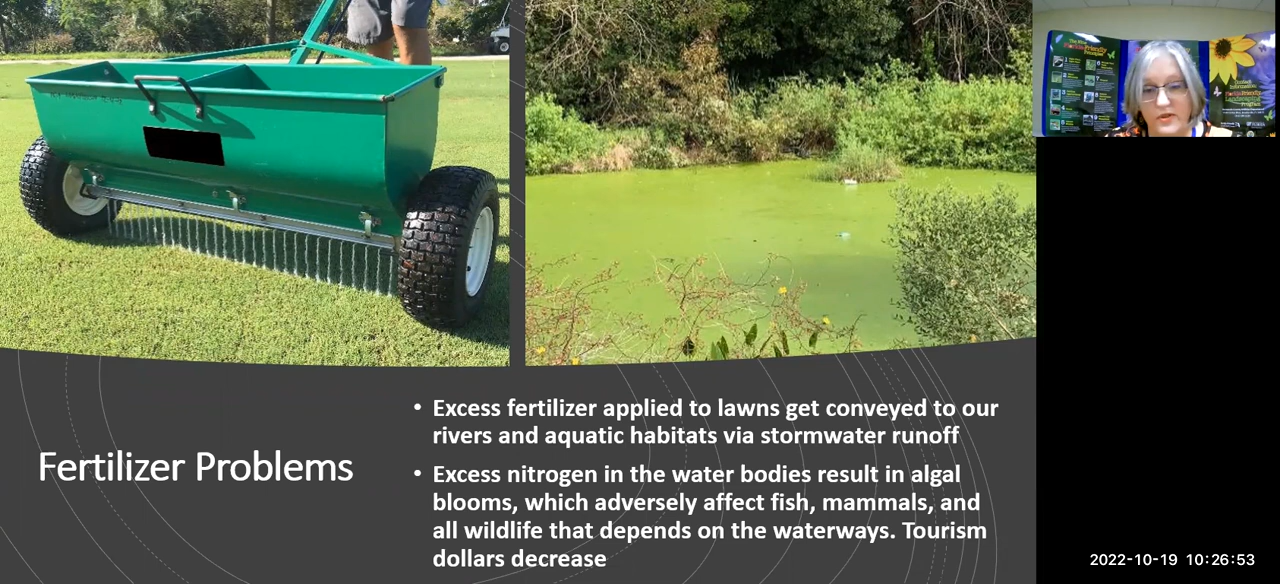 Fertilizer Problems
• Excess fertilizer applied to lawns get conveyed to our
rivers and aquatic habitats via stormwater runoff
• Excess nitrogen in the water bodies result in algal
blooms, which adversely affect fish, mammals, and
all wildlife that depends on the waterways. Tourism
dollars decrease
2022-10-19 10:26:53